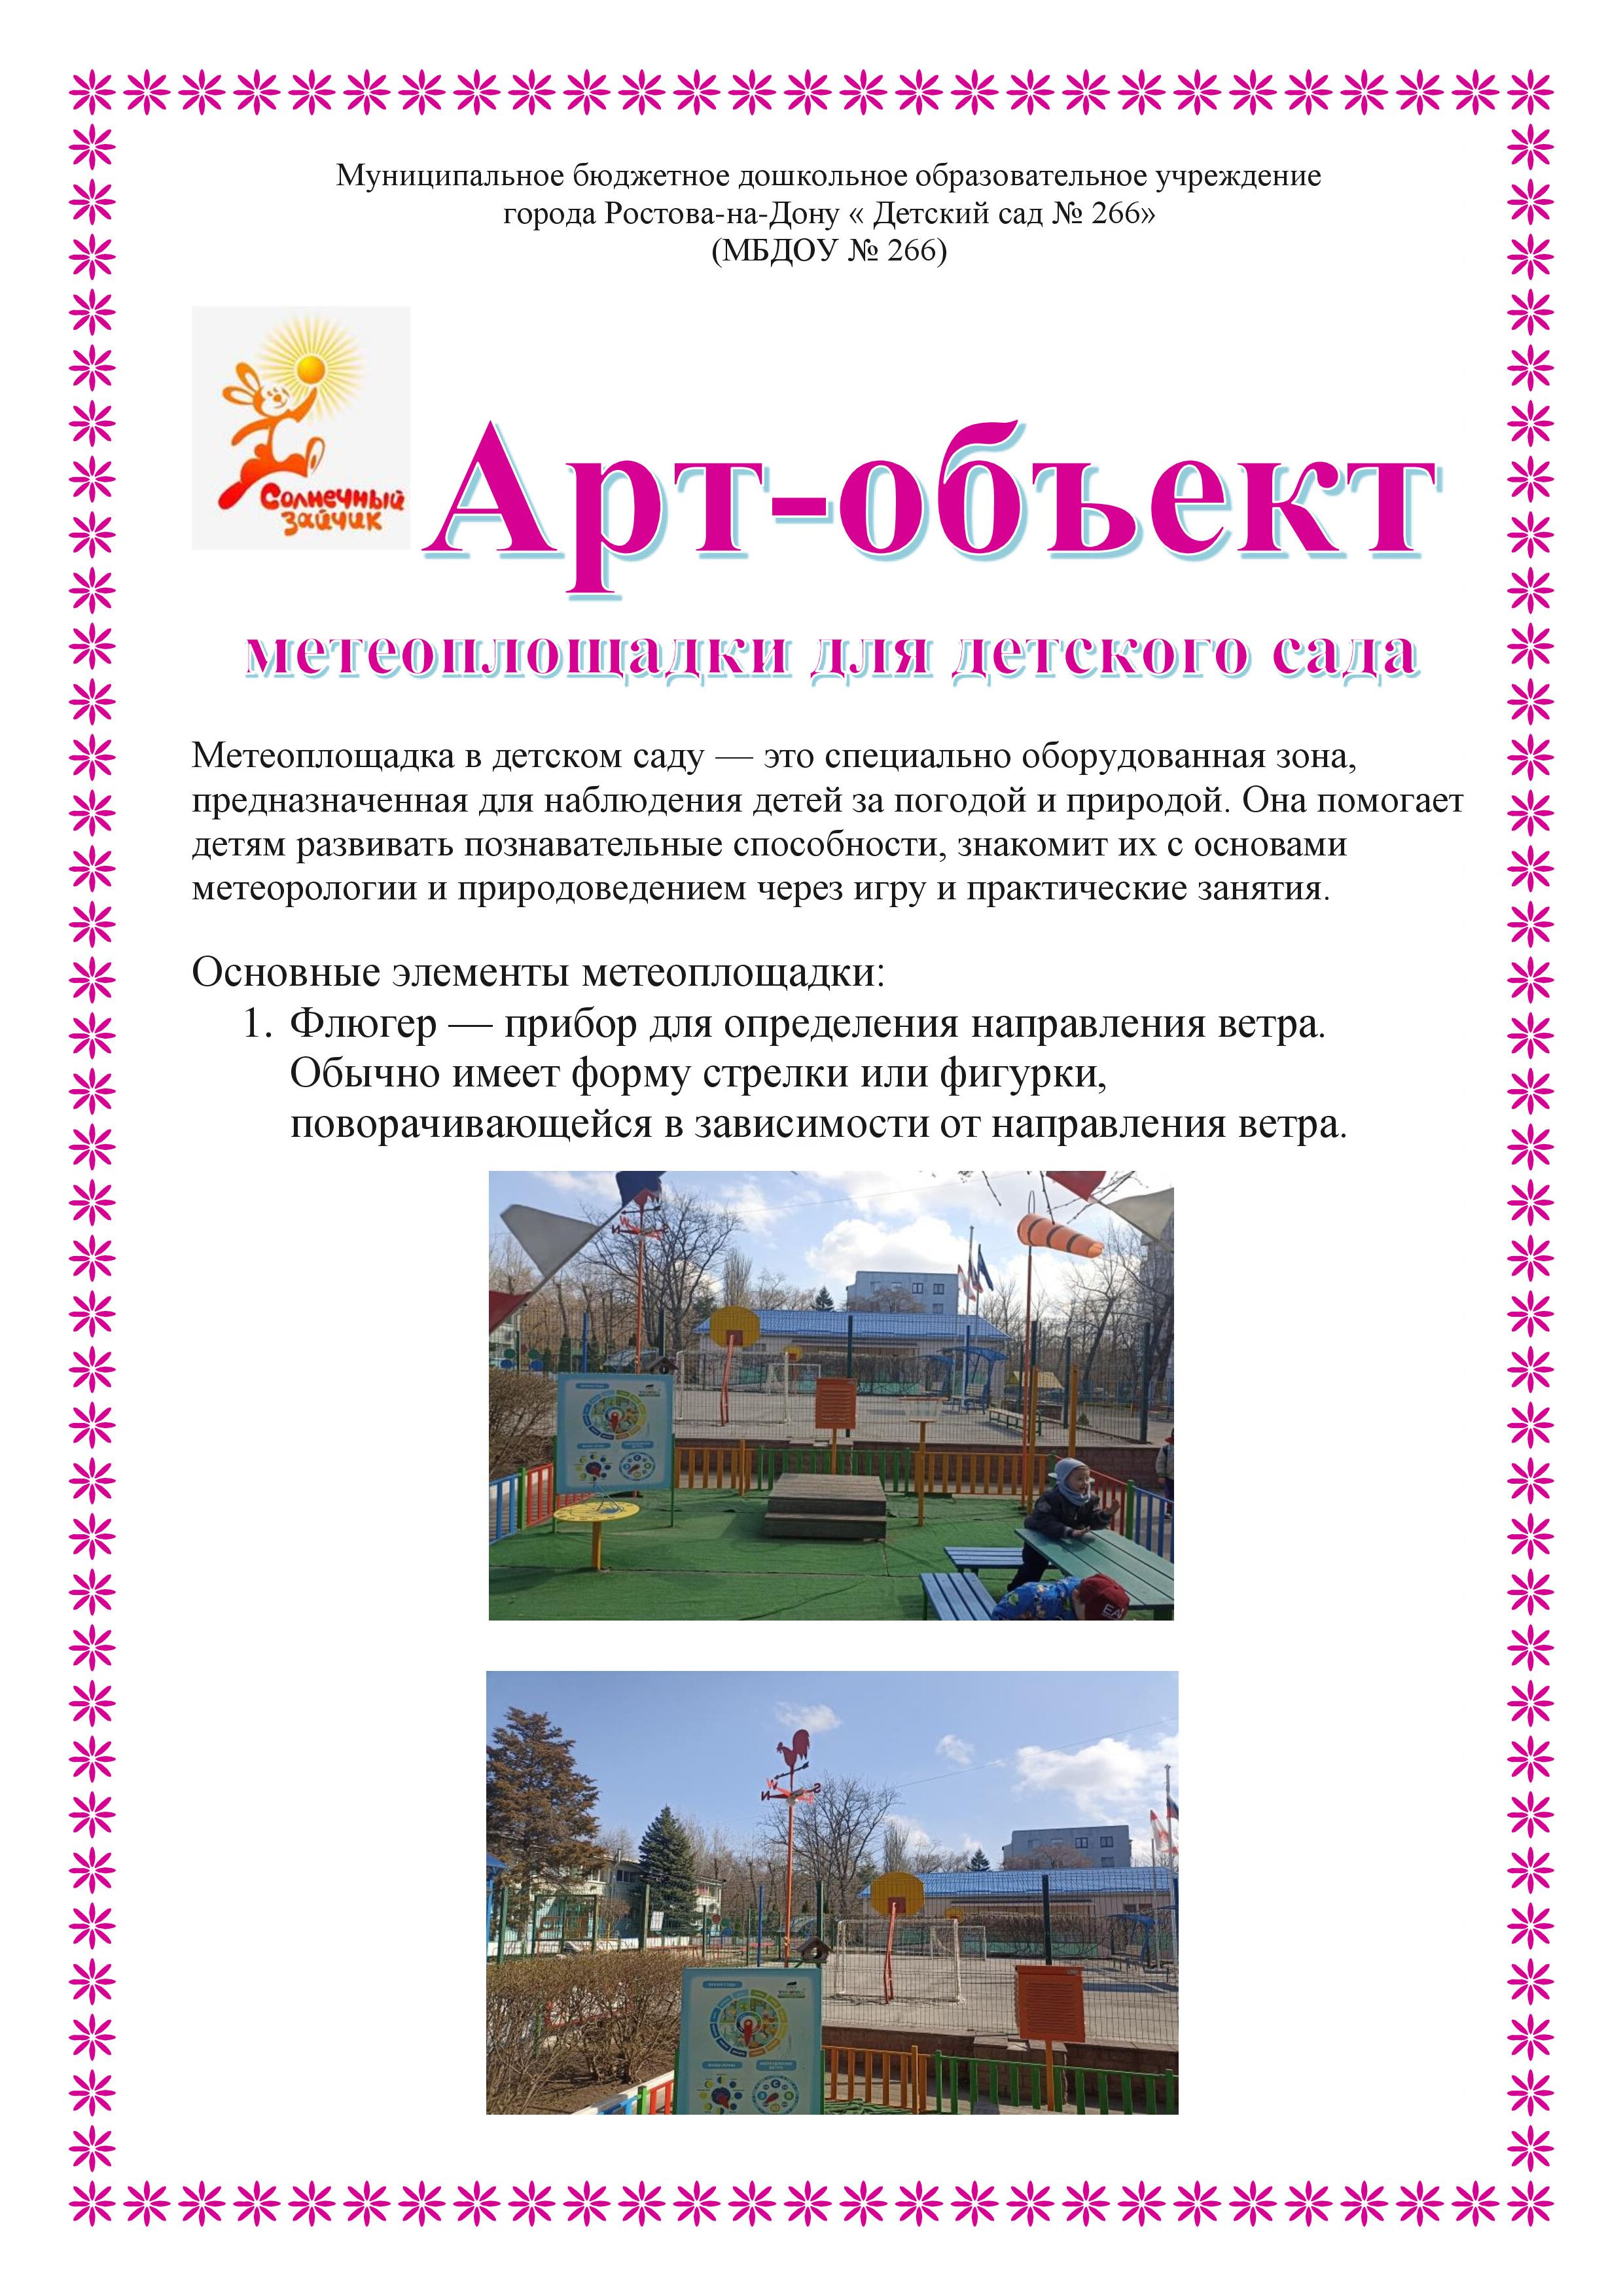 Муниципальное бюджетное дошкольное образовательное учреждение
города Ростова-на-Дону « Детский сад № 266»
(МБДОУ № 266)
Солнечный
зайчик
Арт-объект
метеоплощадки для детского сада
Метеоплощадка в детском саду — это специально оборудованная зона,
предназначенная для наблюдения детей за погодой и природой. Она помогает
детям развивать познавательные способности, знакомит их с основами
метеорологии и природоведением через игру и практические занятия.
Основные элементы метеоплощадки:
1. Флюгер — прибор для определения направления ветра.
Обычно имеет форму стрелки или фигурки,
поворачивающейся в зависимости от направления ветра.
W
N
S
W
N
S